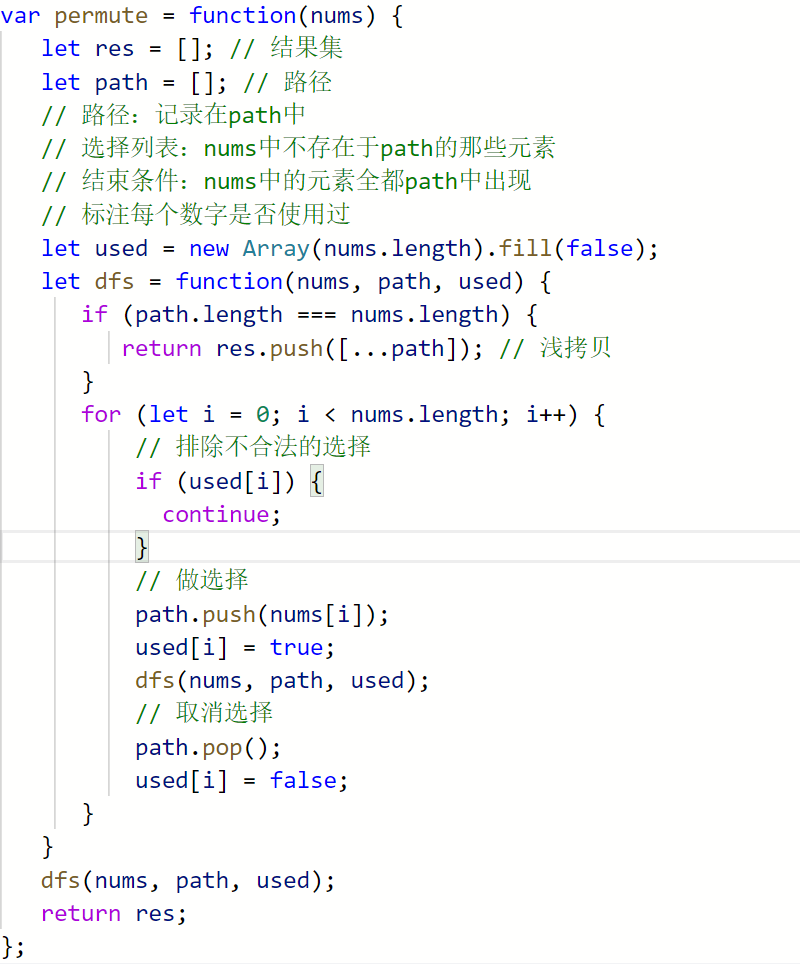 var permute = function(nums) {
let res = []; // 结果集
let path = []; // 路径
// 路径：记录在path中
// 选择列表：nums中不存在于path的那些元素
// 结束条件：nums中的元素全都path中出现
// 标注每个数字是否使用过
let used = new Array(nums.length).fill(false);
let dfs = function(nums, path, used) {
if (path.length === nums.length) {
return res.push([...path]); // 浅拷贝
}
for (let i = 0; i < nums.length; i++) {
// 排除不合法的选择
if (used[i]) {
continue;
}
// 做选择
path.push(nums[i]);
used[i] = true;
dfs(nums, path, used);
// 取消选择
path.pop();
used[i] = false;
}
}
dfs(nums, path, used);
return res;
};